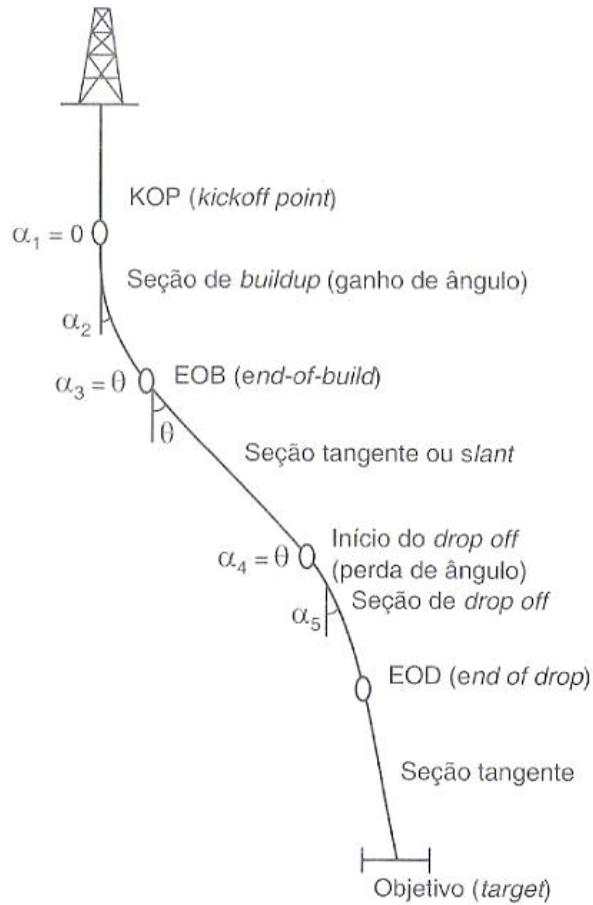 KOP (kickoff point)
α₁ = 0
Seção de buildup (ganho de ângulo)
α₂
EOB (end-of-build)
α₃ = θ
θ
Seção tangente ou slant
Início do drop off
α₄ = θ
(perda de ângulo)
Seção de drop off
α₅
EOD (end of drop)
Seção tangente
Objetivo (target)